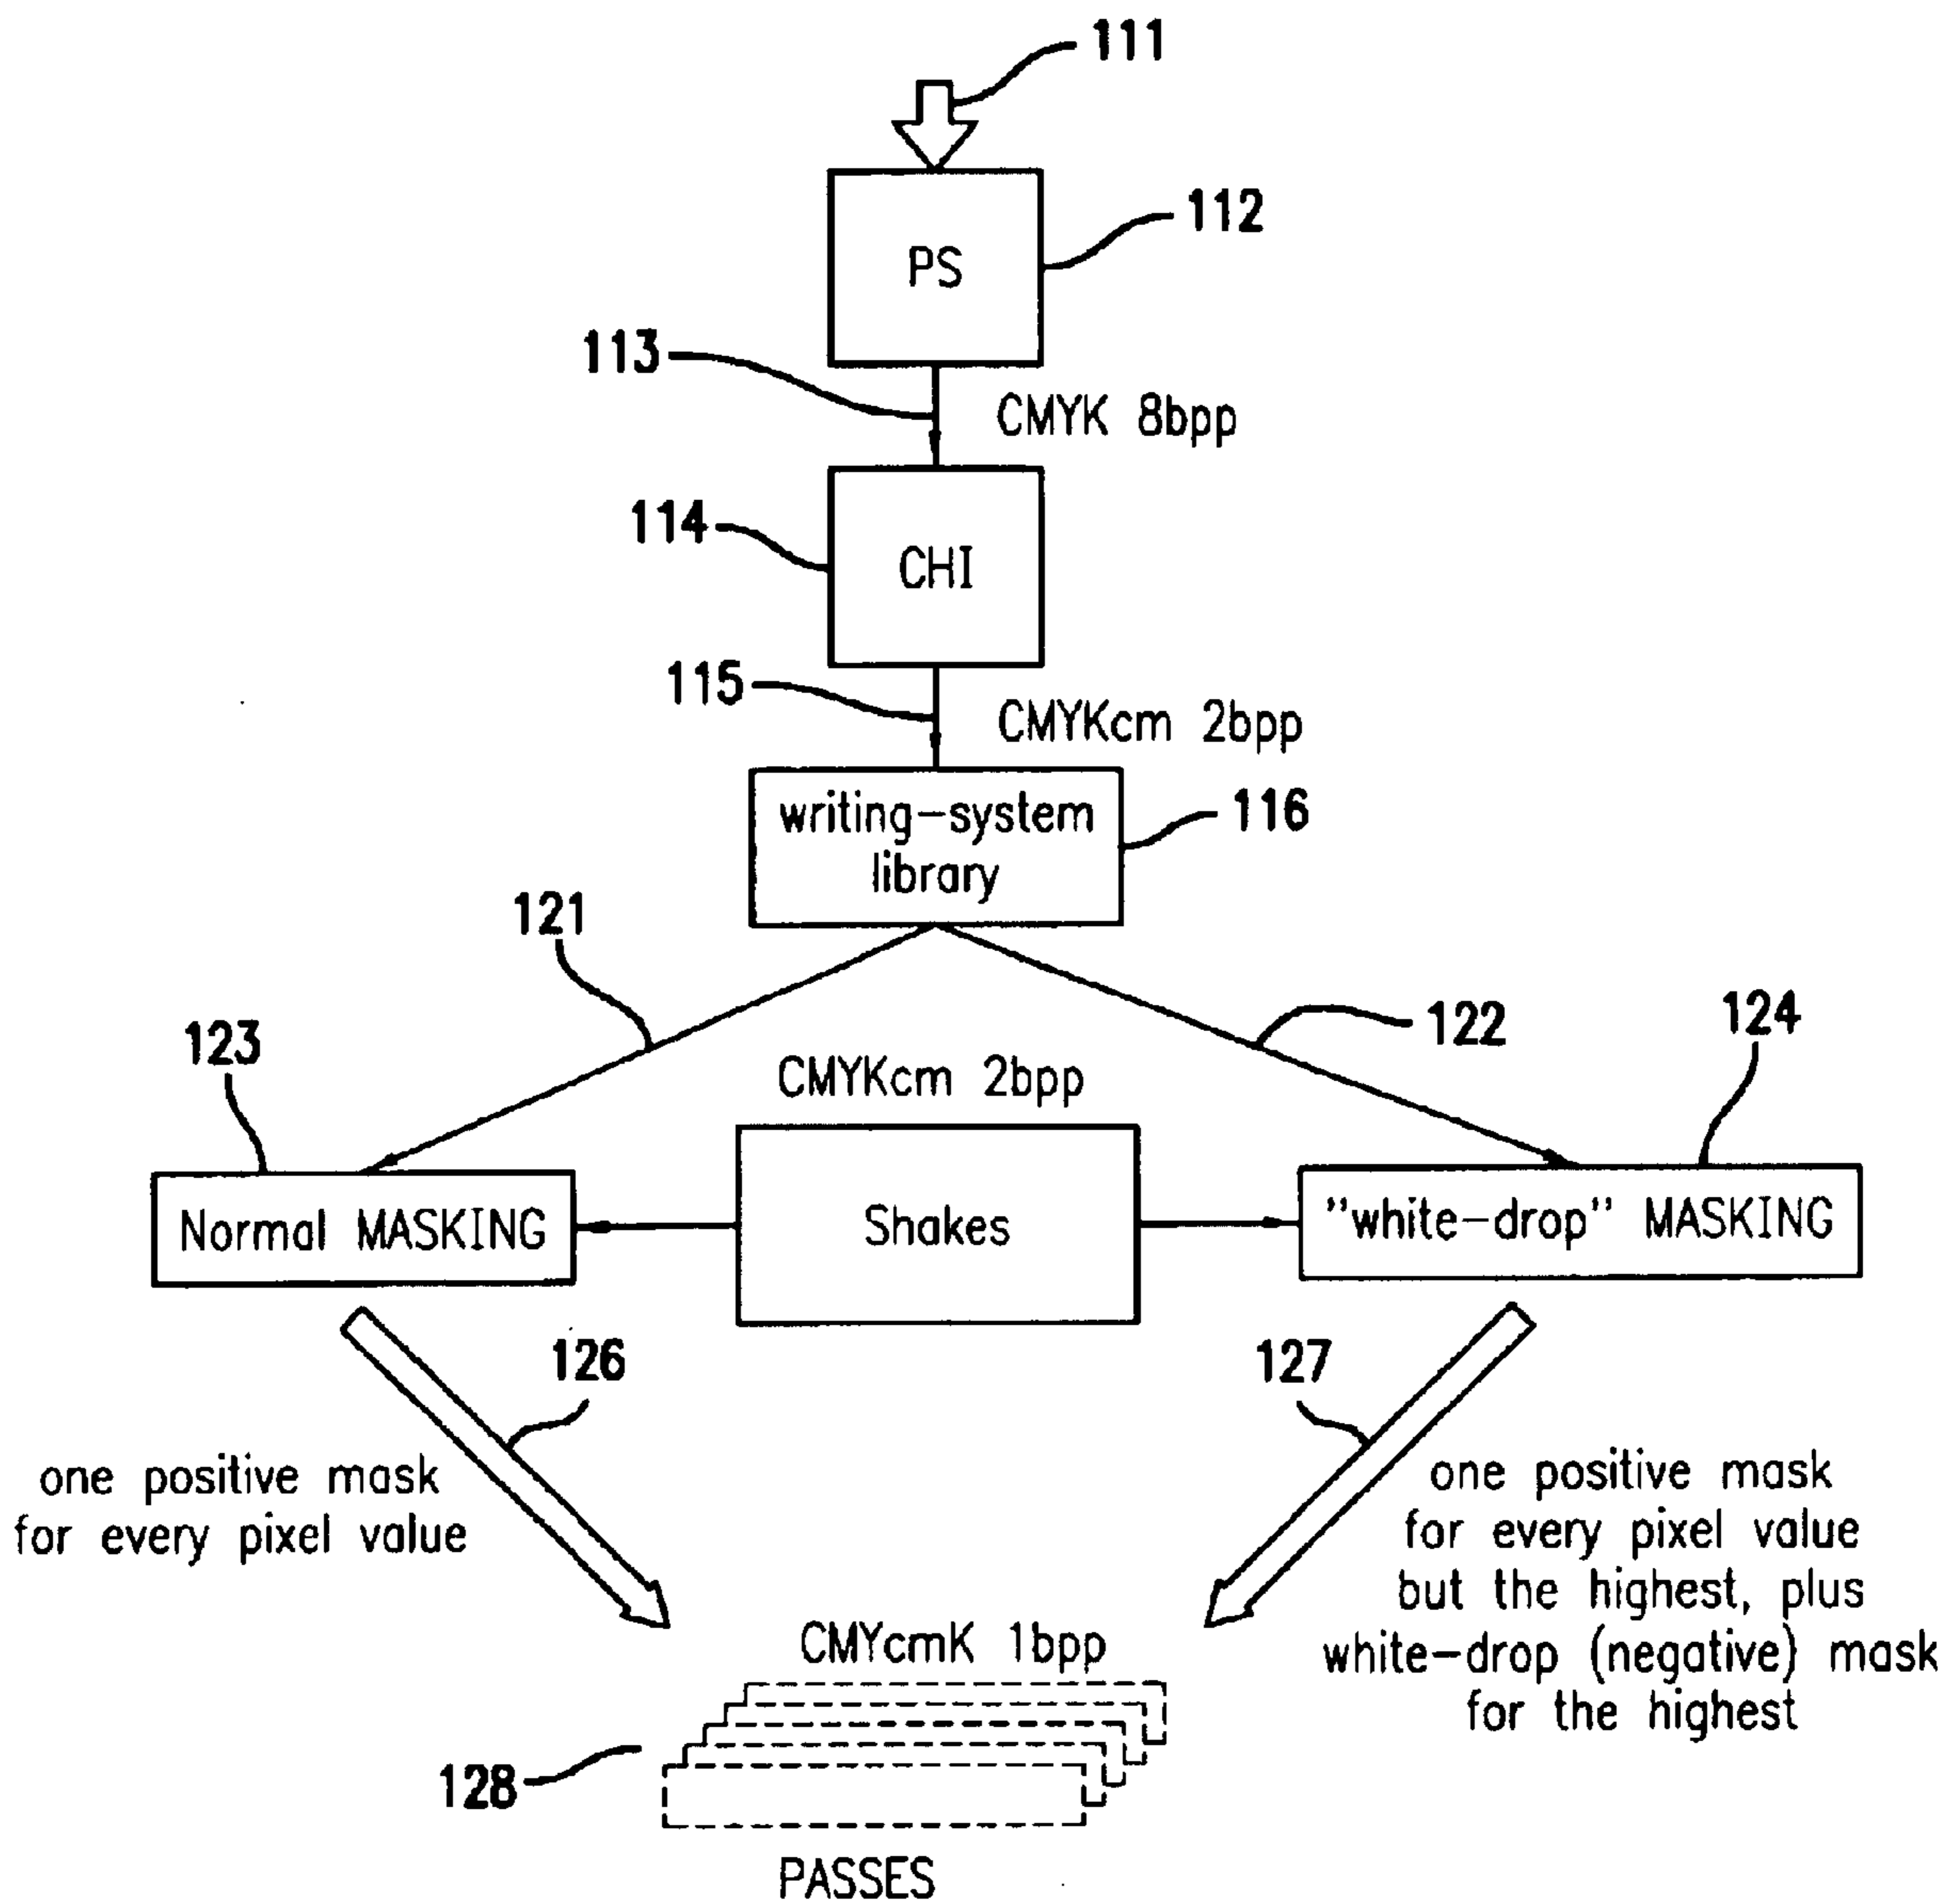 111
112
PS
113
CMYK 8bpp
114
CHI
115
CMYKcm 2bpp
writing-system
library
116
121
122
123
124
CMYKcm 2bpp
Normal MASKING
Shakes
"white-drop" MASKING
126
127
one positive mask
for every pixel value
one positive mask
for every pixel value
but the highest, plus
white-drop (negative) mask
for the highest
CMYcmK 1bpp
128
PASSES